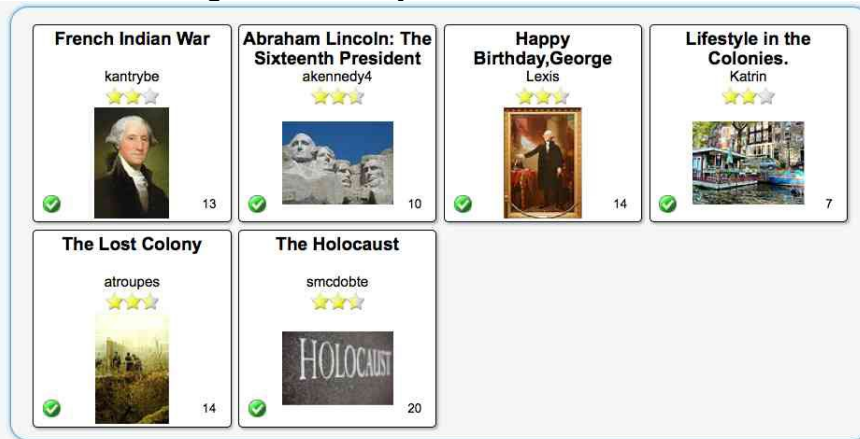 French Indian War
kantrybe
13
Abraham Lincoln: The
Sixteenth President
akennedy4
10
Happy
Birthday,George
Lexis
14
Lifestyle in the
Colonies.
Katrin
7
The Lost Colony
atroupes
14
The Holocaust
smcdobte
HOLOCAUST
20